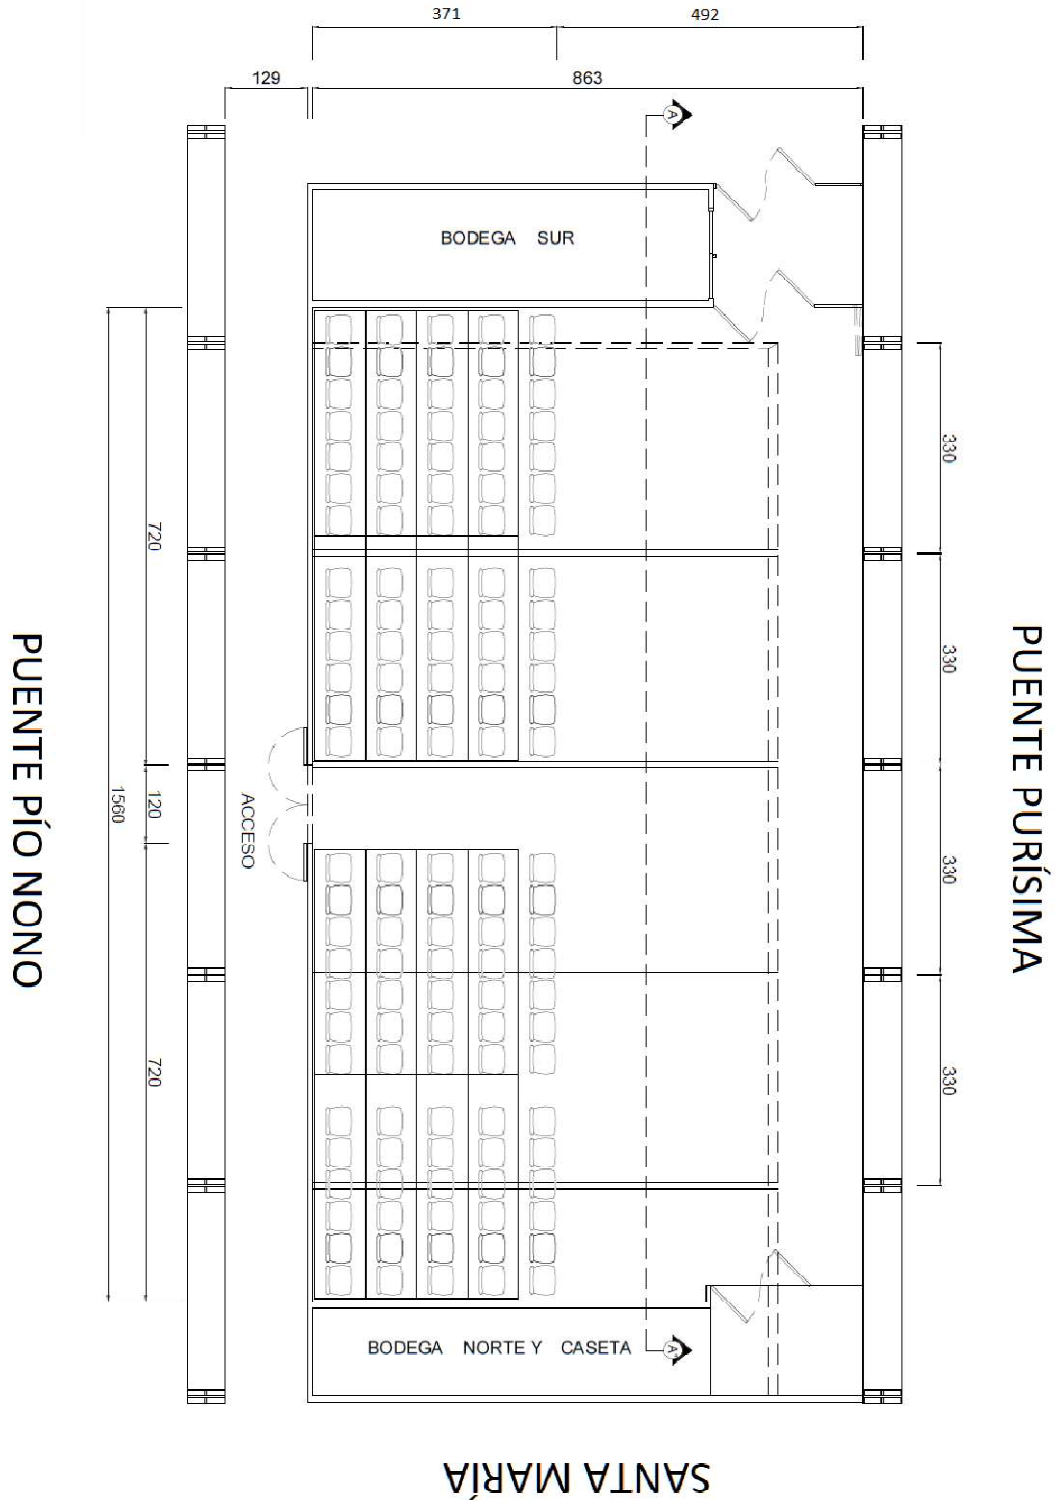 371
492
129
863
A
BODEGA SUR
330
720
330
PUENTE PÍO NONO
PUENTE PURÍSIMA
1560
120
ACCESO
330
720
330
BODEGA NORTE Y CASETA
A'
SANTA MARÍA